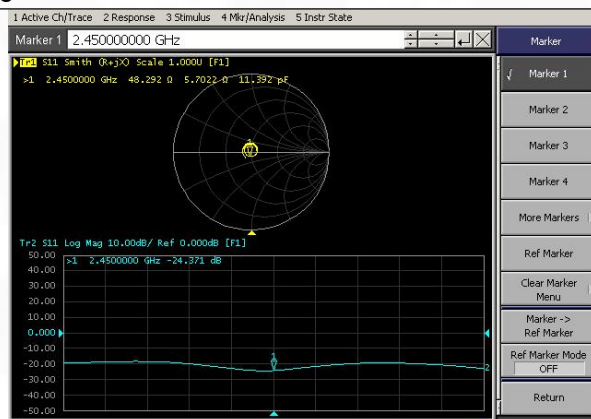 1 Active Ch/Trace 2 Response 3 Stimulus 4 Mkr/Analysis 5 Instr State
Marker 1 2.450000000 GHz
Tr1 S11 Smith (R+jX) Scale 1.000U [F1]
>1 2.4500000 GHz 48.292 Ω 5.7022 Ω 11.392 pF
1
Tr2 S11 Log Mag 10.00dB/ Ref 0.000dB [F1]
50.00
>1 2.4500000 GHz -24.371 dB
40.00
30.00
20.00
10.00
0.000
-10.00
1
-20.00
2
-30.00
-40.00
-50.00
Marker
√ Marker 1
Marker 2
Marker 3
Marker 4
More Markers
Ref Marker
Clear Marker
Menu
Marker ->
Ref Marker
Ref Marker Mode
OFF
Return